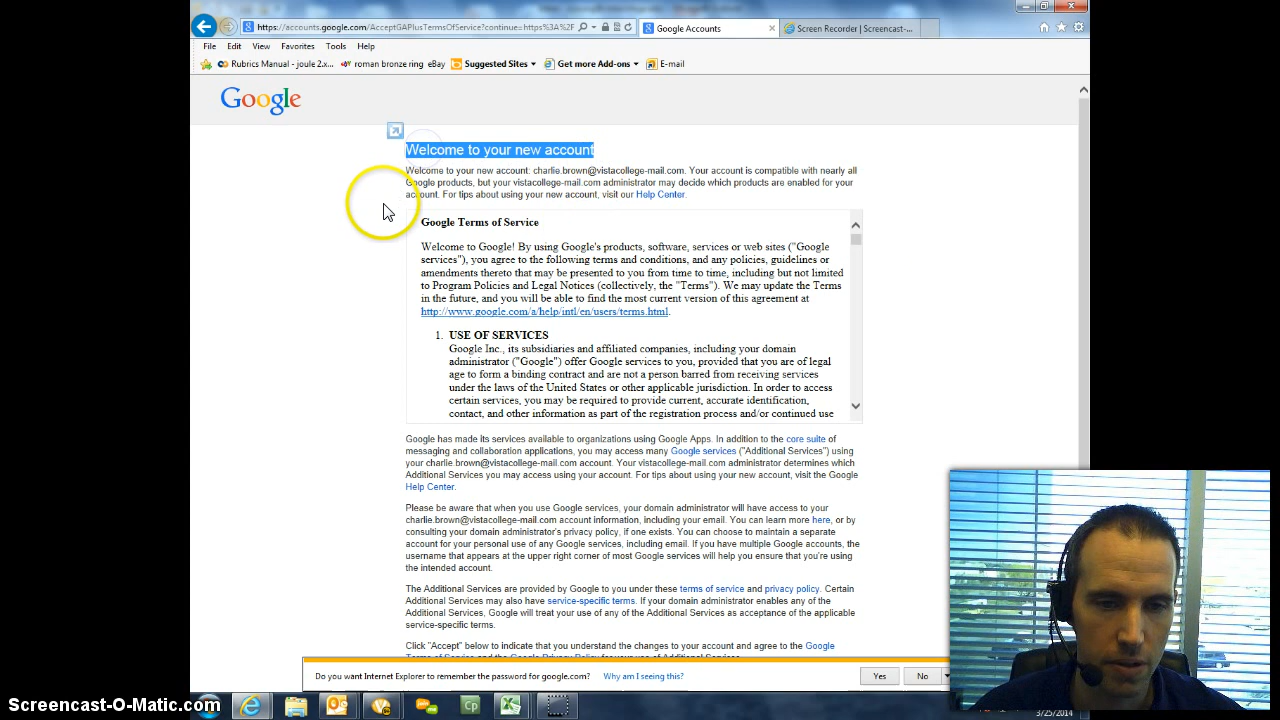 https://accounts.google.com/AcceptGAPlusTermsOfService?continue=https%3A%2F
Google Accounts
Screen Recorder | Screencast-...
File Edit View Favorites Tools Help
Rubrics Manual - joule 2.x...
roman bronze ring eBay
Suggested Sites
Get more Add-ons
E-mail
Google
Welcome to your new account
Welcome to your new account: charlie.brown@vistacollege-mail.com. Your account is compatible with nearly all
Google products, but your vistacollege-mail.com administrator may decide which products are enabled for your
account. For tips about using your new account, visit our Help Center.
Google Terms of Service
Welcome to Google! By using Google's products, software, services or web sites ("Google
services"), you agree to the following terms and conditions, and any policies, guidelines or
amendments thereto that may be presented to you from time to time, including but not limited
to Program Policies and Legal Notices (collectively, the "Terms"). We may update the Terms
in the future, and you will be able to find the most current version of this agreement at
http://www.google.com/a/help/intl/en/users/terms.html.
1. USE OF SERVICES
Google Inc., its subsidiaries and affiliated companies, including your domain
administrator ("Google") offer Google services to you, provided that you are of legal
age to form a binding contract and are not a person barred from receiving services
under the laws of the United States or other applicable jurisdiction. In order to access
certain services, you may be required to provide current, accurate identification,
contact, and other information as part of the registration process and/or continued use
Google has made its services available to organizations using Google Apps. In addition to the core suite of
messaging and collaboration applications, you may access many Google services ("Additional Services") using
your charlie.brown@vistacollege-mail.com account. Your vistacollege-mail.com administrator determines which
Additional Services you may access using your account. For tips about using your new account, visit the Google
Help Center.
Please be aware that when you use Google services, your domain administrator will have access to your
charlie.brown@vistacollege-mail.com account information, including your email. You can learn more here, or by
consulting your domain administrator's privacy policy, if one exists. You can choose to maintain a separate
account for your personal use of any Google services, including email. If you have multiple Google accounts, the
username that appears at the upper right corner of most Google services will help you ensure that you're using
the intended account.
The Additional Services are provided by Google to you under these terms of service and privacy policy. Certain
Additional Services may also have service-specific terms. If your domain administrator enables any of the
Additional Services, Google will treat your use of any of the Additional Services as acceptance of the applicable
service-specific terms.
Click "Accept" below to indicate that you understand the changes to your account and agree to the Google
Do you want Internet Explorer to remember the password for google.com? Why am I seeing this?
Yes
No
Cp
Screencast-O-Matic.com
3/25/2014